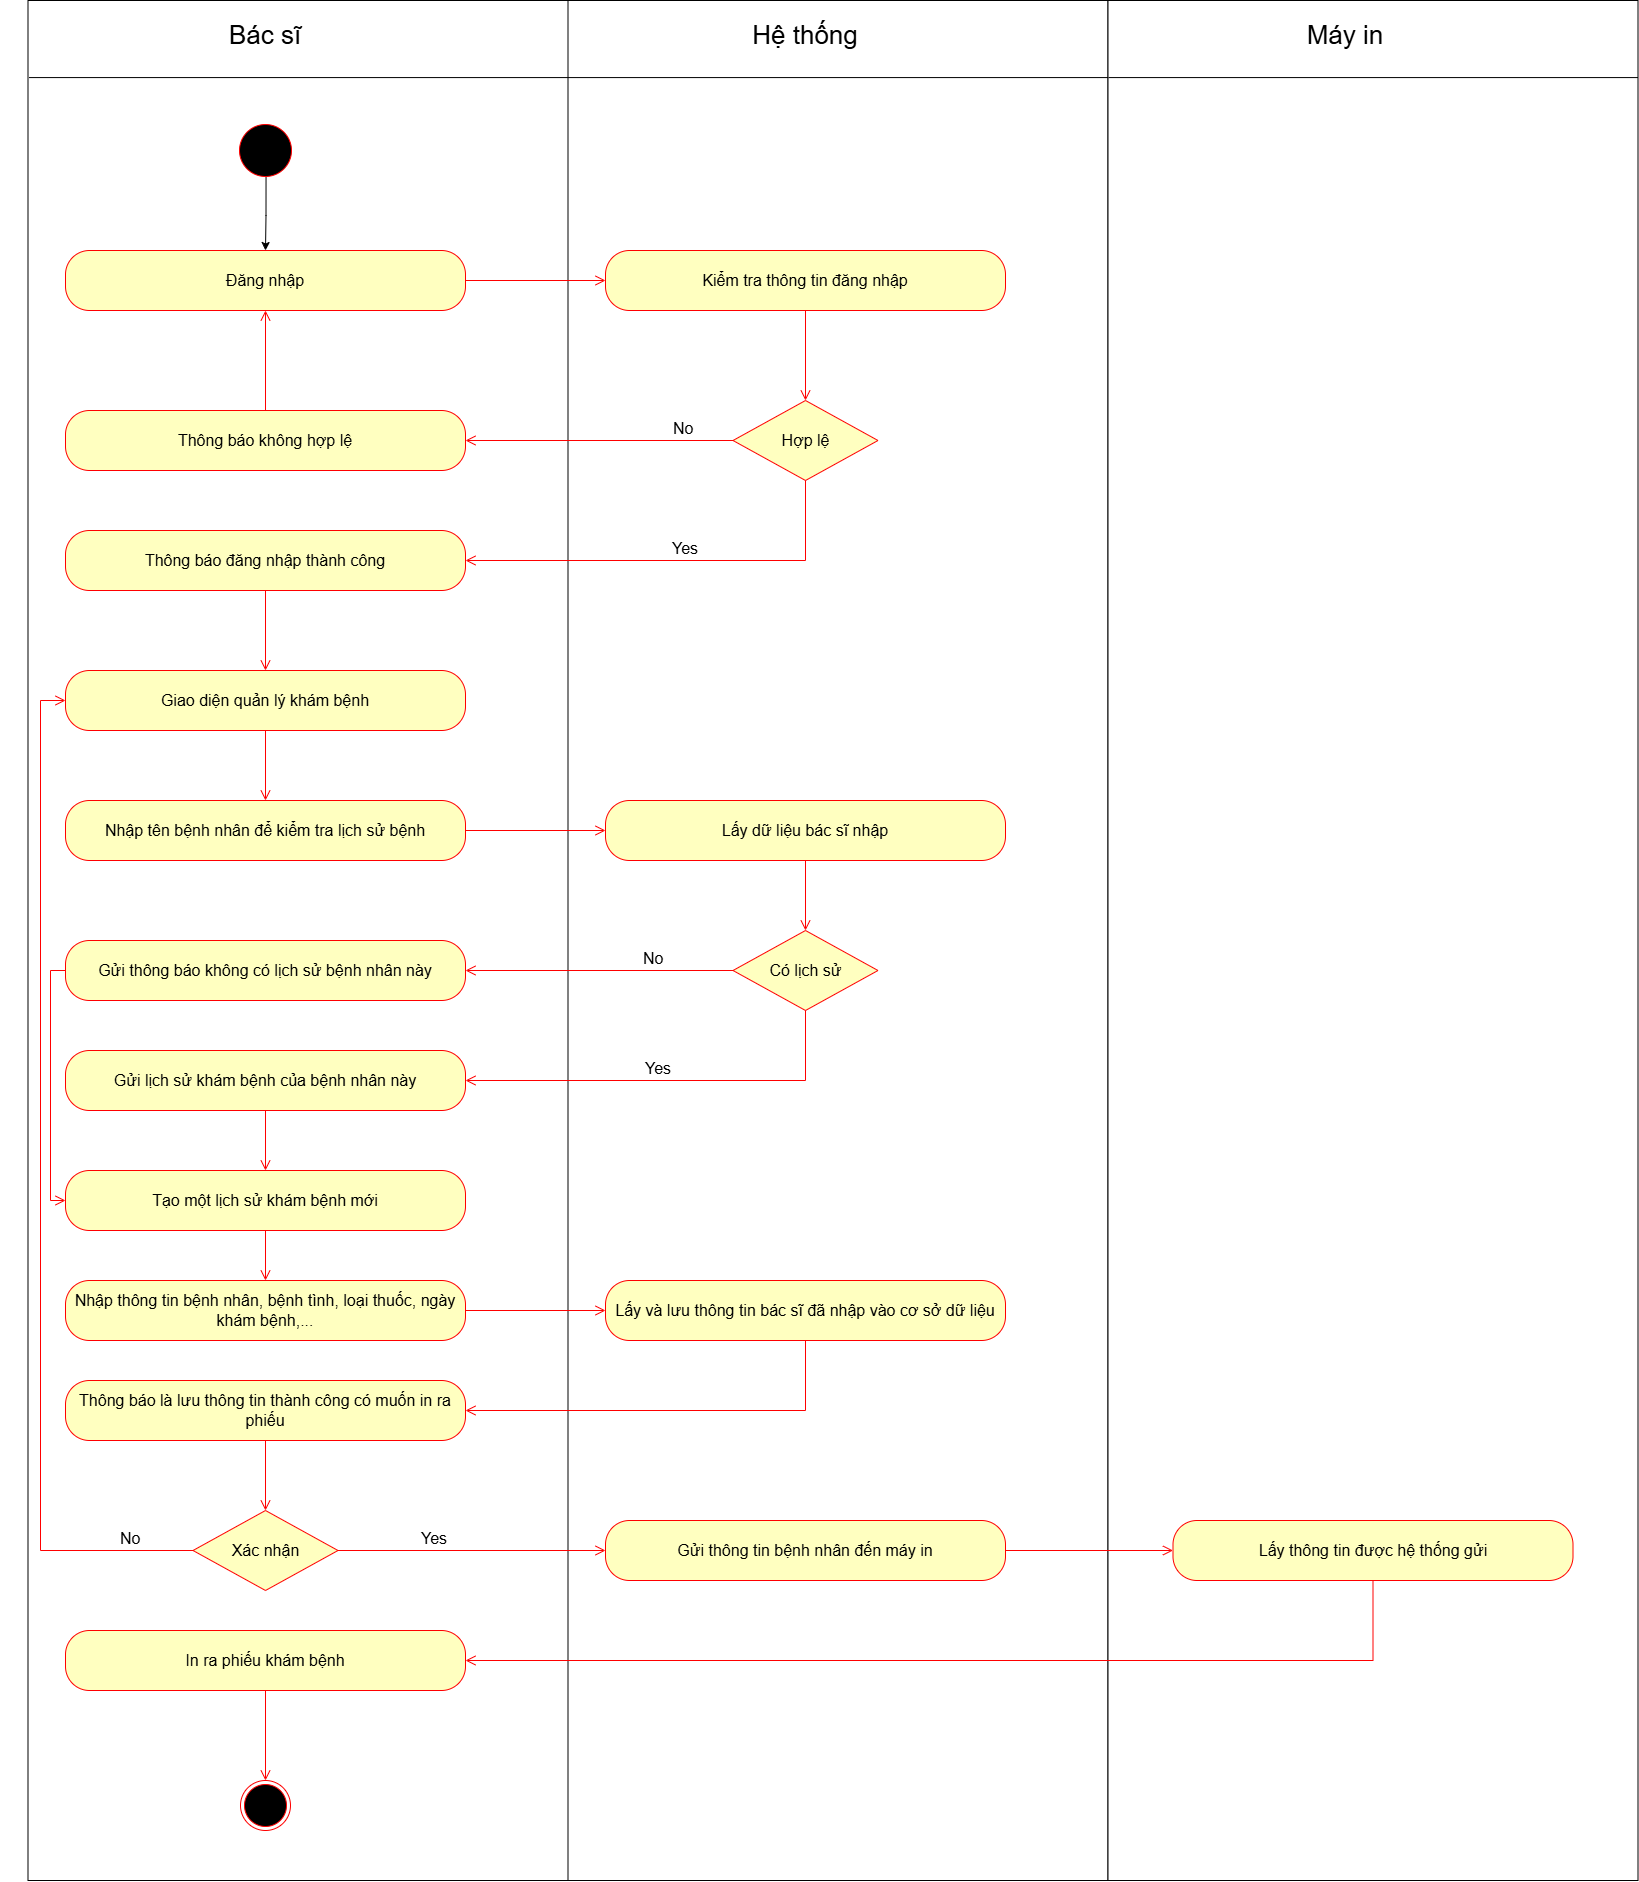 Bác sĩ
Hệ thống
Máy in
Đăng nhập
Kiểm tra thông tin đăng nhập
Thông báo không hợp lệ
No
Hợp lệ
Thông báo đăng nhập thành công
Yes
Giao diện quản lý khám bệnh
Nhập tên bệnh nhân để kiểm tra lịch sử bệnh
Lấy dữ liệu bác sĩ nhập
Gửi thông báo không có lịch sử bệnh nhân này
No
Có lịch sử
Gửi lịch sử khám bệnh của bệnh nhân này
Yes
Tạo một lịch sử khám bệnh mới
Nhập thông tin bệnh nhân, bệnh tình, loại thuốc, ngày
khám bệnh,...
Lấy và lưu thông tin bác sĩ đã nhập vào cơ sở dữ liệu
Thông báo là lưu thông tin thành công có muốn in ra
phiếu
No
Xác nhận
Yes
Gửi thông tin bệnh nhân đến máy in
Lấy thông tin được hệ thống gửi
In ra phiếu khám bệnh